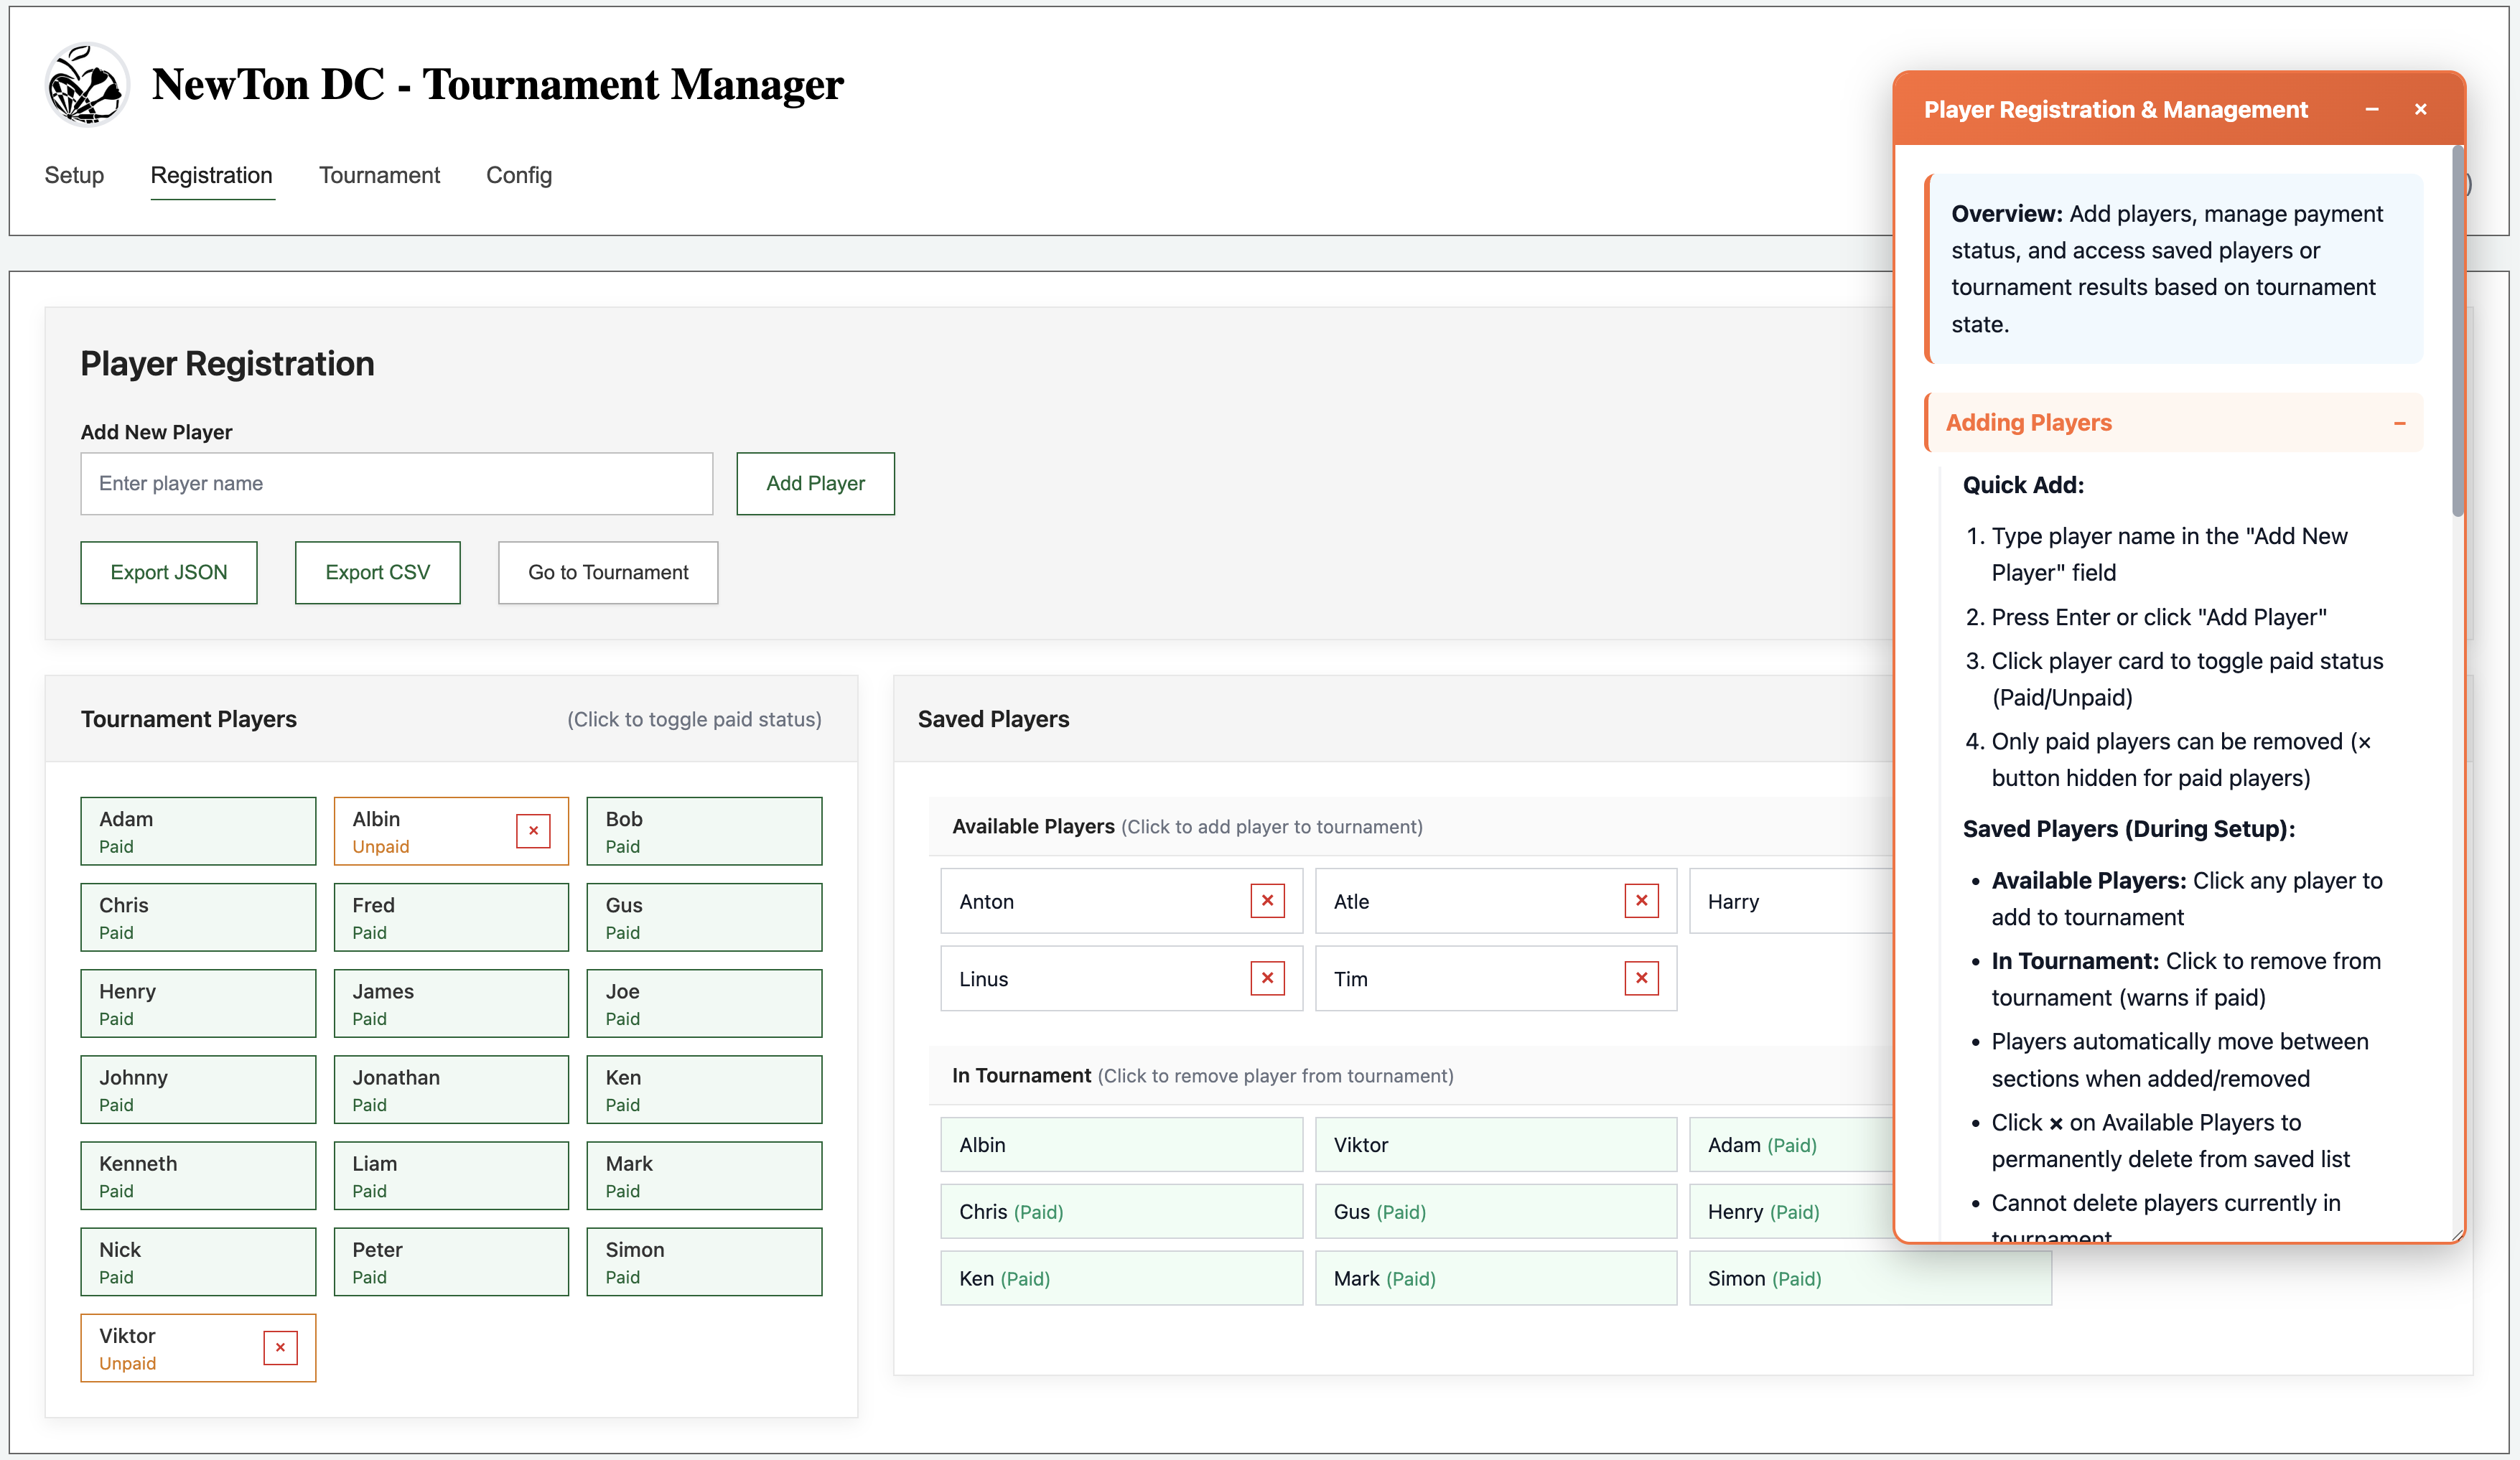 NewTon DC - Tournament Manager
Setup
Registration
Tournament
Config
)
Player Registration
Add New Player
Enter player name
Add Player
Export JSON
Export CSV
Go to Tournament
Tournament Players
(Click to toggle paid status)
Adam
Paid
Albin
Unpaid
×
Bob
Paid
Chris
Paid
Fred
Paid
Gus
Paid
Henry
Paid
James
Paid
Joe
Paid
Johnny
Paid
Jonathan
Paid
Ken
Paid
Kenneth
Paid
Liam
Paid
Mark
Paid
Nick
Paid
Peter
Paid
Simon
Paid
Viktor
Unpaid
×
Saved Players
Available Players (Click to add player to tournament)
Anton
×
Atle
×
Harry
Linus
×
Tim
×
In Tournament (Click to remove player from tournament)
Albin
Viktor
Adam (Paid)
Chris (Paid)
Gus (Paid)
Henry (Paid)
Ken (Paid)
Mark (Paid)
Simon (Paid)
Player Registration & Management
−
×
Overview: Add players, manage payment
status, and access saved players or
tournament results based on tournament
state.
Adding Players
−
Quick Add:
1. Type player name in the "Add New
Player" field
2. Press Enter or click "Add Player"
3. Click player card to toggle paid status
(Paid/Unpaid)
4. Only paid players can be removed (×
button hidden for paid players)
Saved Players (During Setup):
• Available Players: Click any player to
add to tournament
• In Tournament: Click to remove from
tournament (warns if paid)
• Players automatically move between
sections when added/removed
• Click × on Available Players to
permanently delete from saved list
• Cannot delete players currently in
tournament